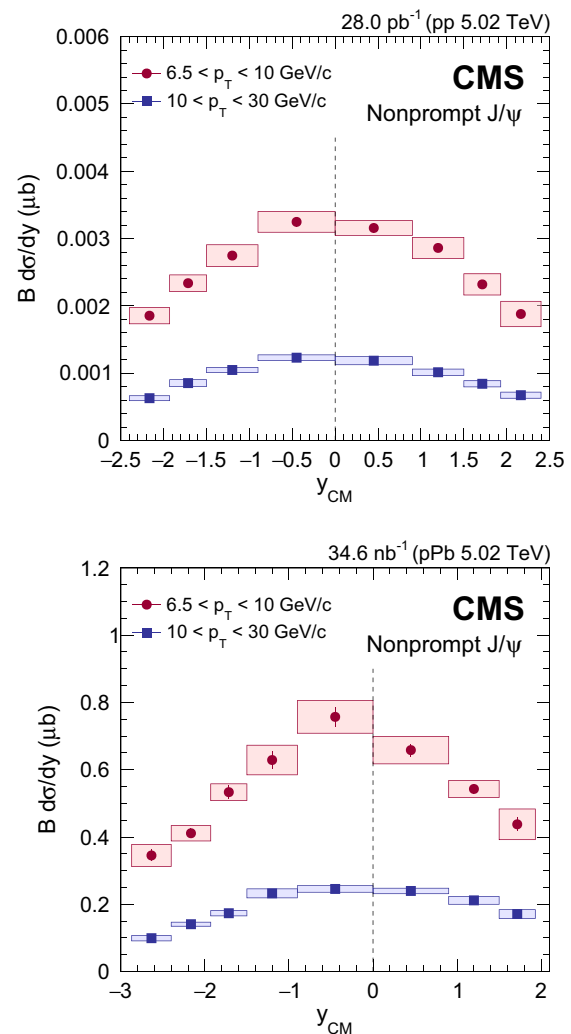 28.0 pb⁻¹ (pp 5.02 TeV)
0.006
6.5 < p_T < 10 GeV/c
10 < p_T < 30 GeV/c
CMS
Nonprompt J/ψ
0.005
0.004
0.003
0.002
0.001
0
B dσ/dy (μb)
−2.5 −2 −1.5 −1 −0.5 0 0.5 1 1.5 2 2.5
y_CM
34.6 nb⁻¹ (pPb 5.02 TeV)
1.2
6.5 < p_T < 10 GeV/c
10 < p_T < 30 GeV/c
CMS
Nonprompt J/ψ
1
0.8
0.6
0.4
0.2
0
B dσ/dy (μb)
−3 −2 −1 0 1 2
y_CM